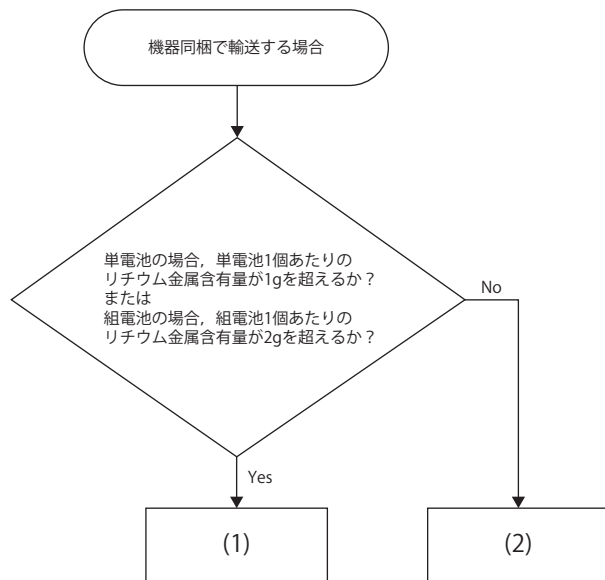 機器同梱で輸送する場合
単電池の場合，単電池1個あたりの
リチウム金属含有量が1gを超えるか？
または
組電池の場合，組電池1個あたりの
リチウム金属含有量が2gを超えるか？
No
Yes
(1)
(2)